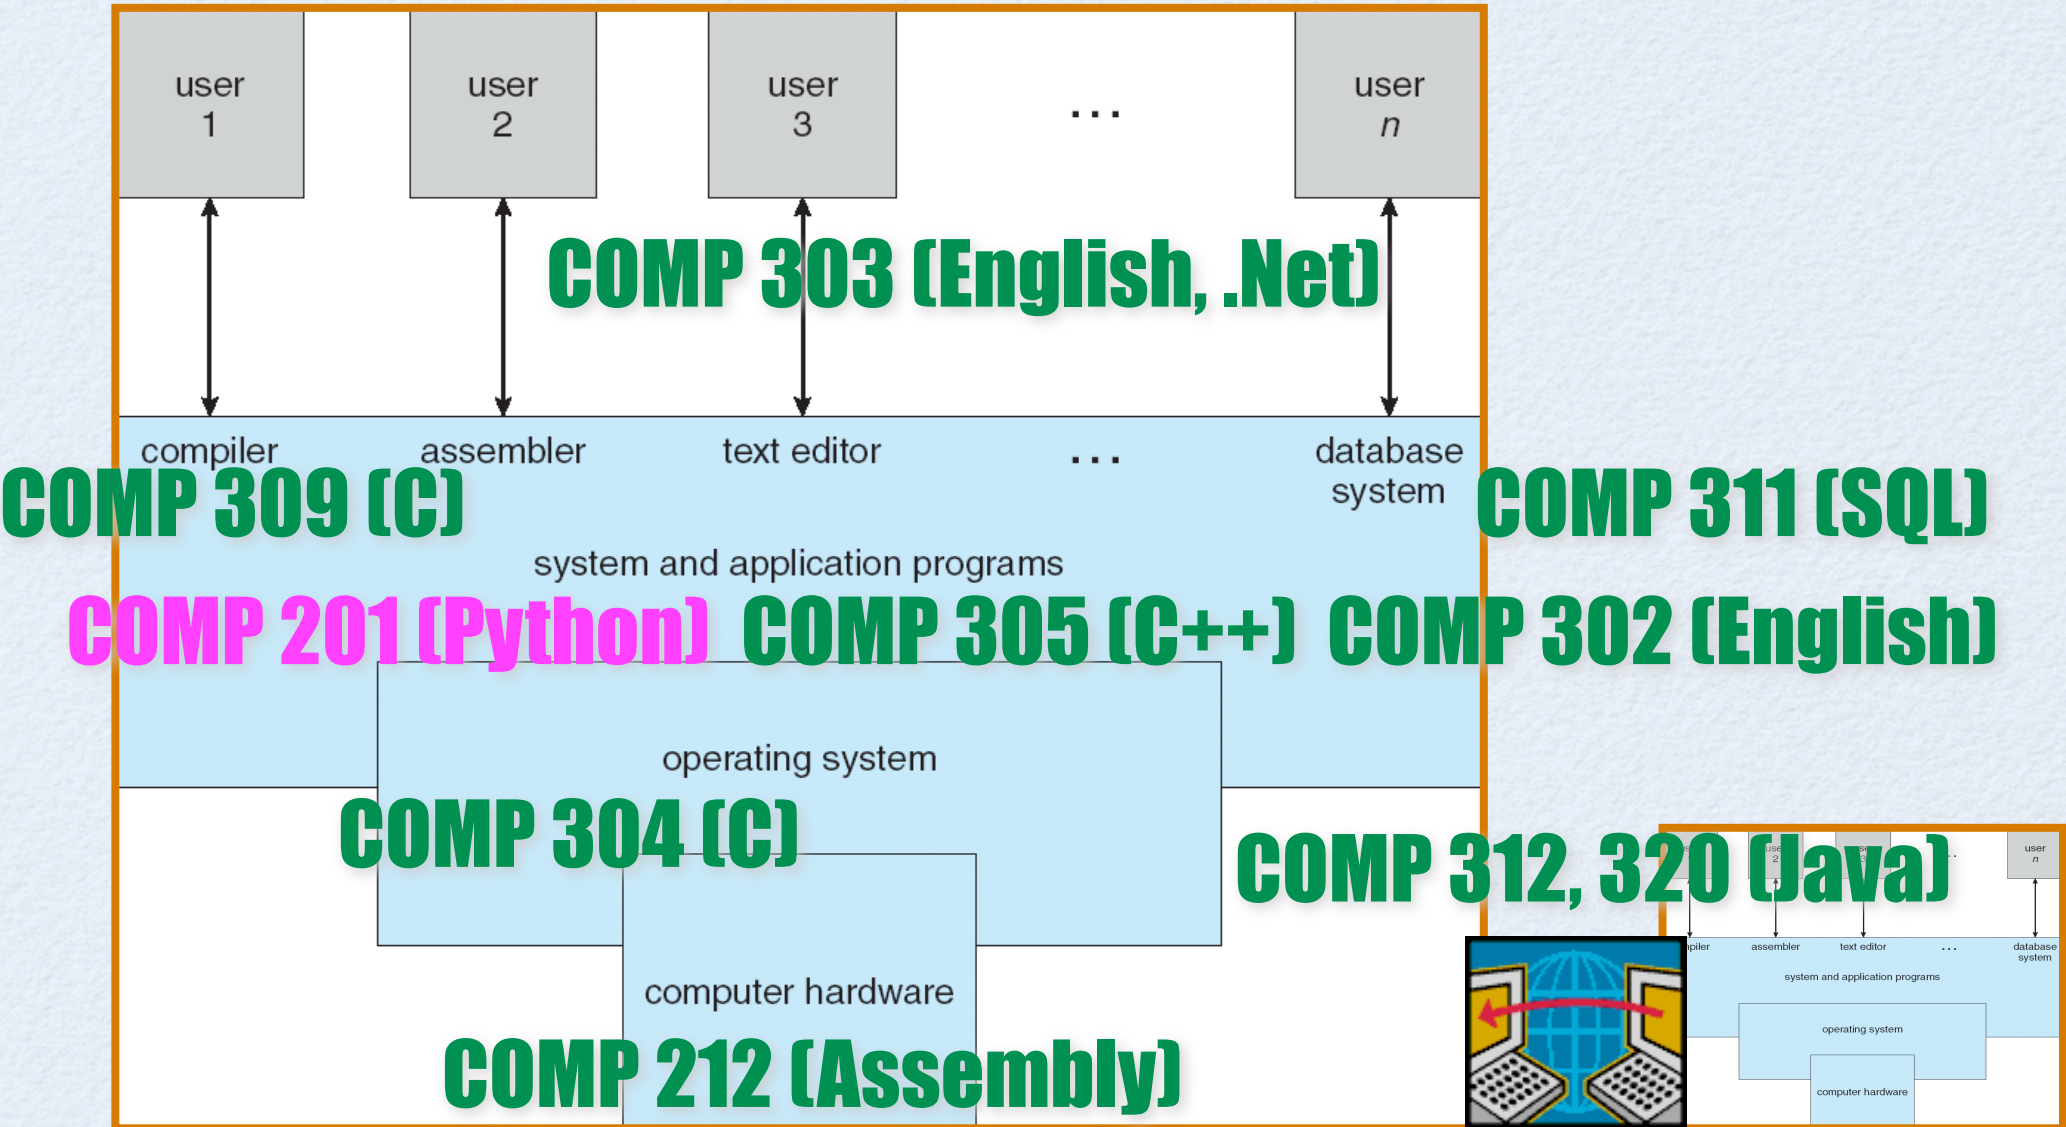 user
1
user
2
user
3
...
user
n
COMP 303 (English, .Net)
compiler
assembler
text editor
...
database
system
COMP 309 (C)
COMP 311 (SQL)
system and application programs
COMP 201 (Python)
COMP 305 (C++)
COMP 302 (English)
operating system
COMP 304 (C)
COMP 312, 320 (Java)
computer hardware
COMP 212 (Assembly)
...
user
n
assembler
text editor
...
database
system
system and application programs
operating system
computer hardware